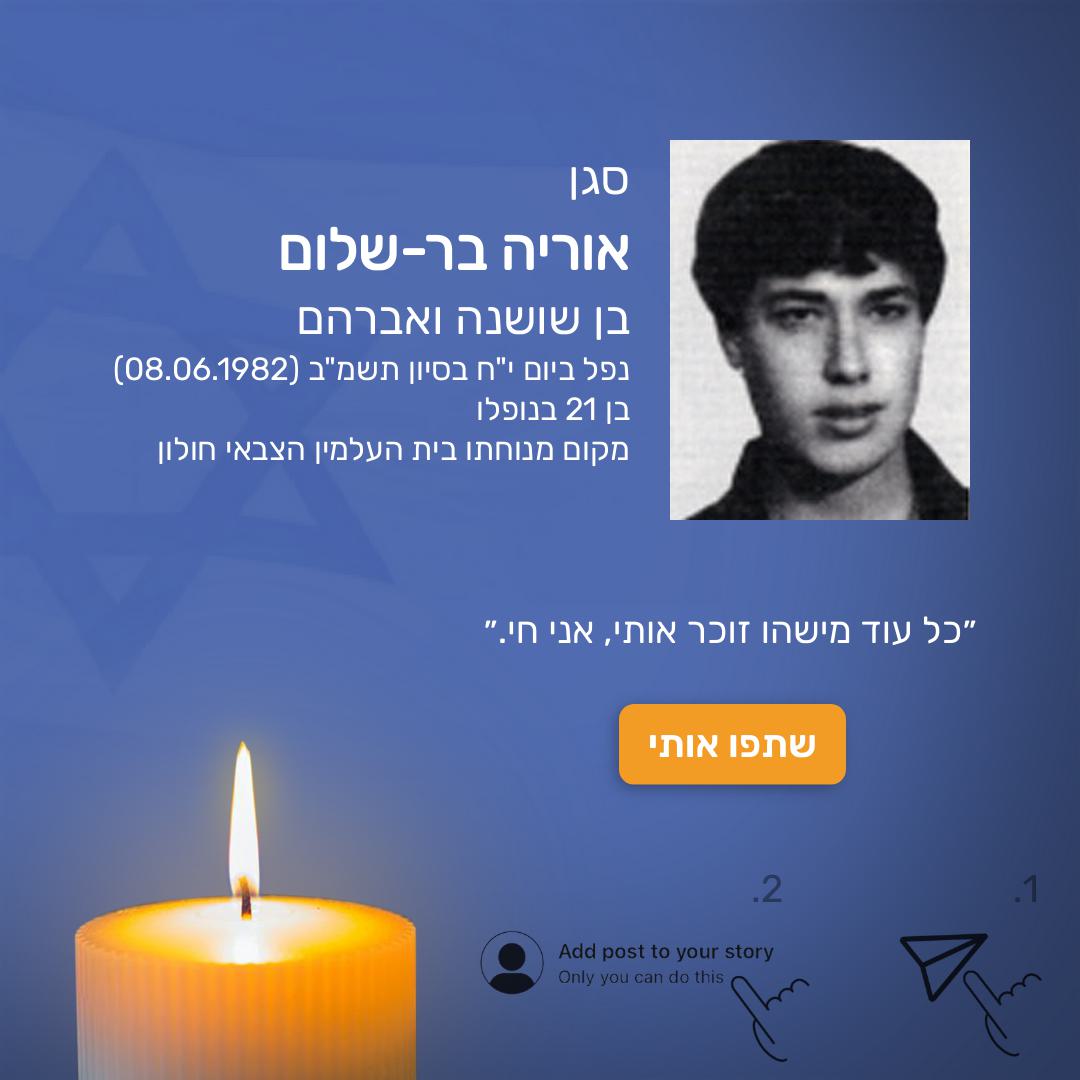 סגן
אוריה בר-שלום
בן שושנה ואברהם
נפל ביום י"ח בסיון תשמ"ב (08.06.1982)
בן 21 בנופלו
מקום מנוחתו בית העלמין הצבאי חולון
״כל עוד מישהו זוכר אותי, אני חי.״
שתפו אותי
.1
.2
Add post to your story
Only you can do this